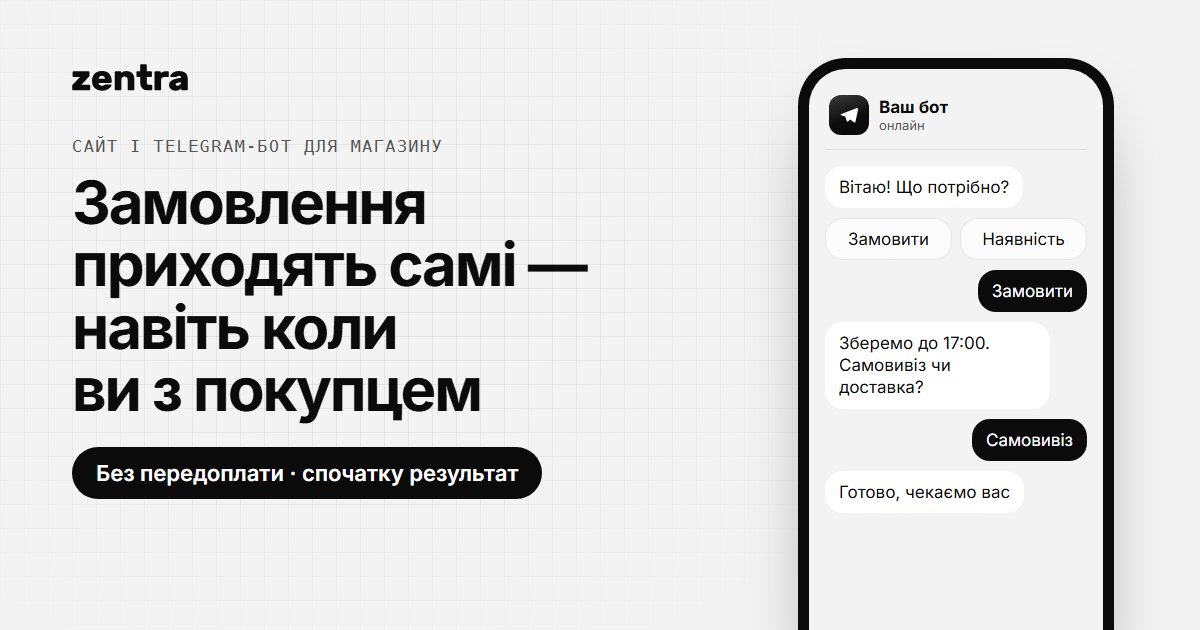 zentra
САЙТ І TELEGRAM-БОТ ДЛЯ МАГАЗИНУ
Замовлення
приходять самі —
навіть коли
ви з покупцем
Без передоплати · спочатку результат
Ваш бот
онлайн
Вітаю! Що потрібно?
Замовити
Наявність
Замовити
Зберемо до 17:00.
Самовивіз чи
доставка?
Самовивіз
Готово, чекаємо вас